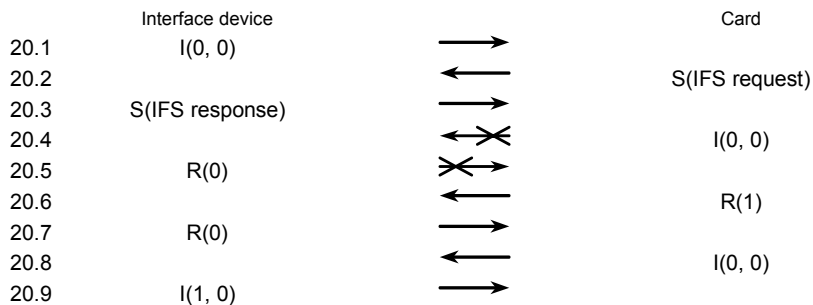 Interface device Card
20.1 I(0, 0)
20.2 S(IFS request)
20.3 S(IFS response)
20.4 I(0, 0)
20.5 R(0)
20.6 R(1)
20.7 R(0)
20.8 I(0, 0)
20.9 I(1, 0)